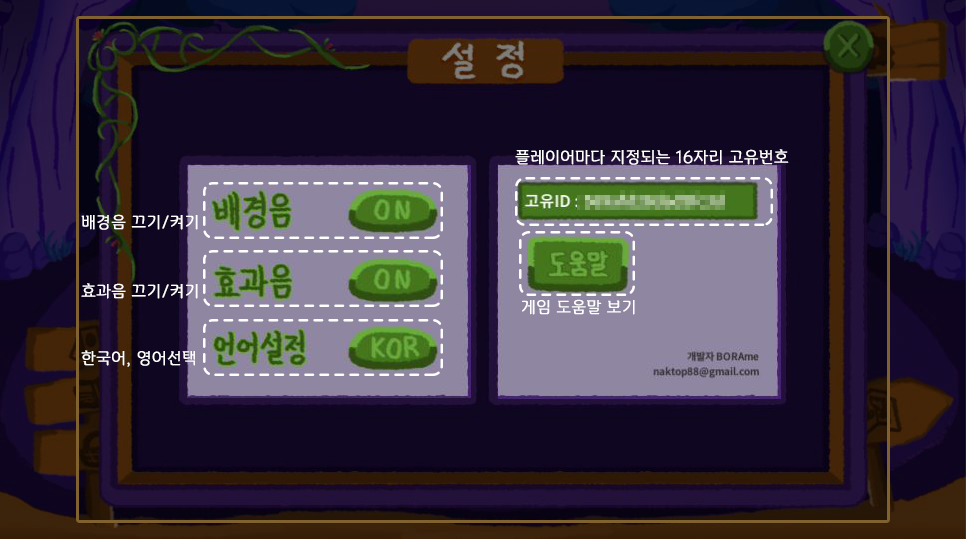 설 정
배경음 끄기/켜기
배경음 ON
효과음 끄기/켜기
효과음 ON
한국어, 영어선택
언어설정 KOR
플레이어마다 지정되는 16자리 고유번호
고유ID :
도움말
게임 도움말 보기
개발자 BORAme
naktop88@gmail.com